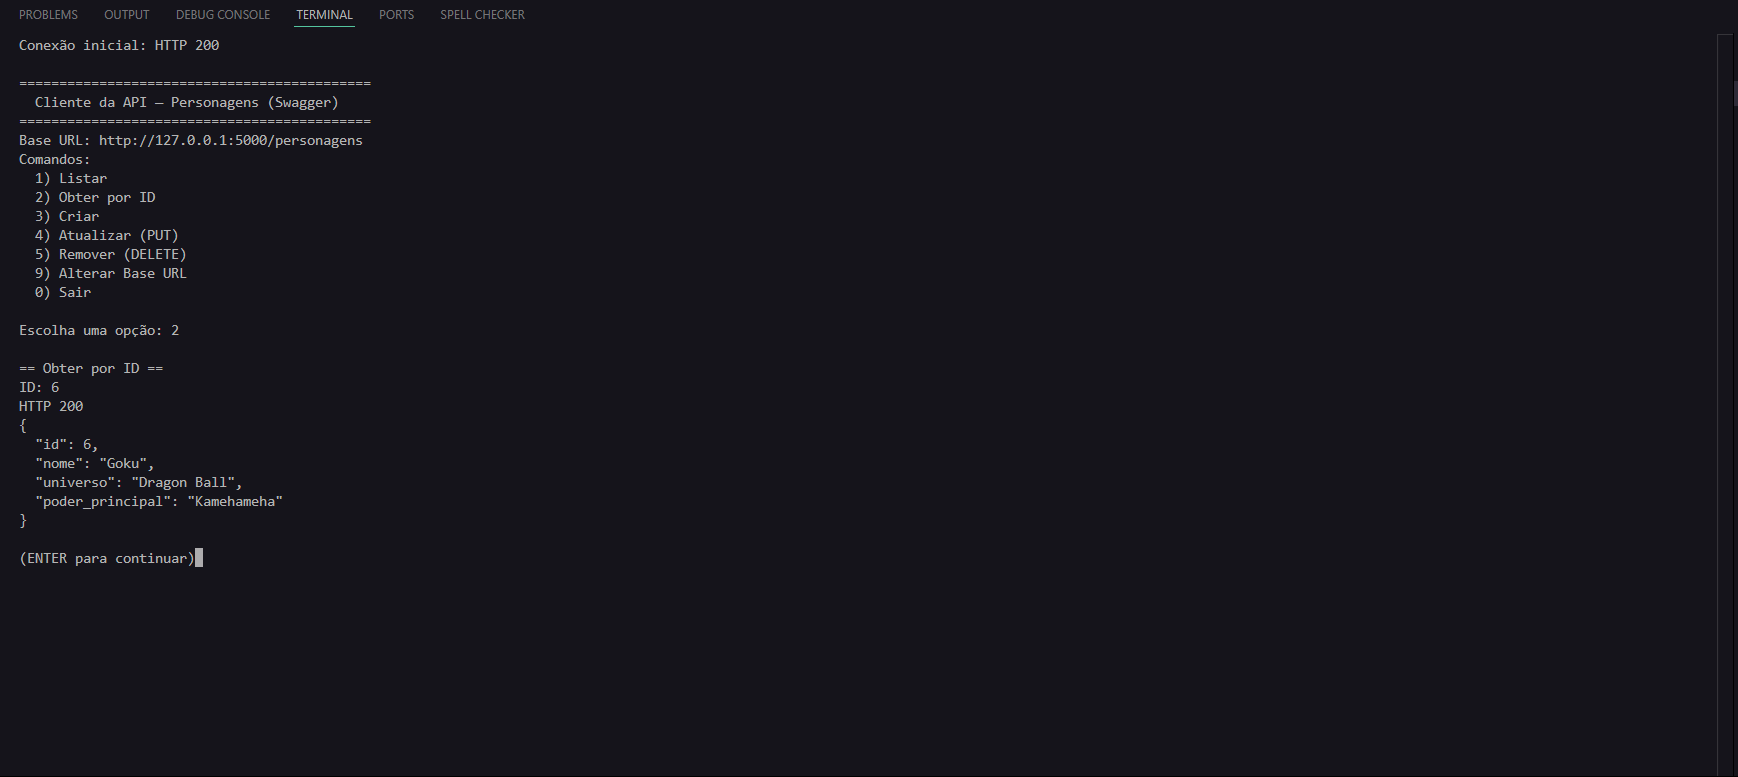 PROBLEMS OUTPUT DEBUG CONSOLE TERMINAL PORTS SPELL CHECKER
Conexão inicial: HTTP 200
============================================
Cliente da API — Personagens (Swagger)
============================================
Base URL: http://127.0.0.1:5000/personagens
Comandos:
1) Listar
2) Obter por ID
3) Criar
4) Atualizar (PUT)
5) Remover (DELETE)
9) Alterar Base URL
0) Sair
Escolha uma opção: 2
== Obter por ID ==
ID: 6
HTTP 200
{
"id": 6,
"nome": "Goku",
"universo": "Dragon Ball",
"poder_principal": "Kamehameha"
}
(ENTER para continuar)